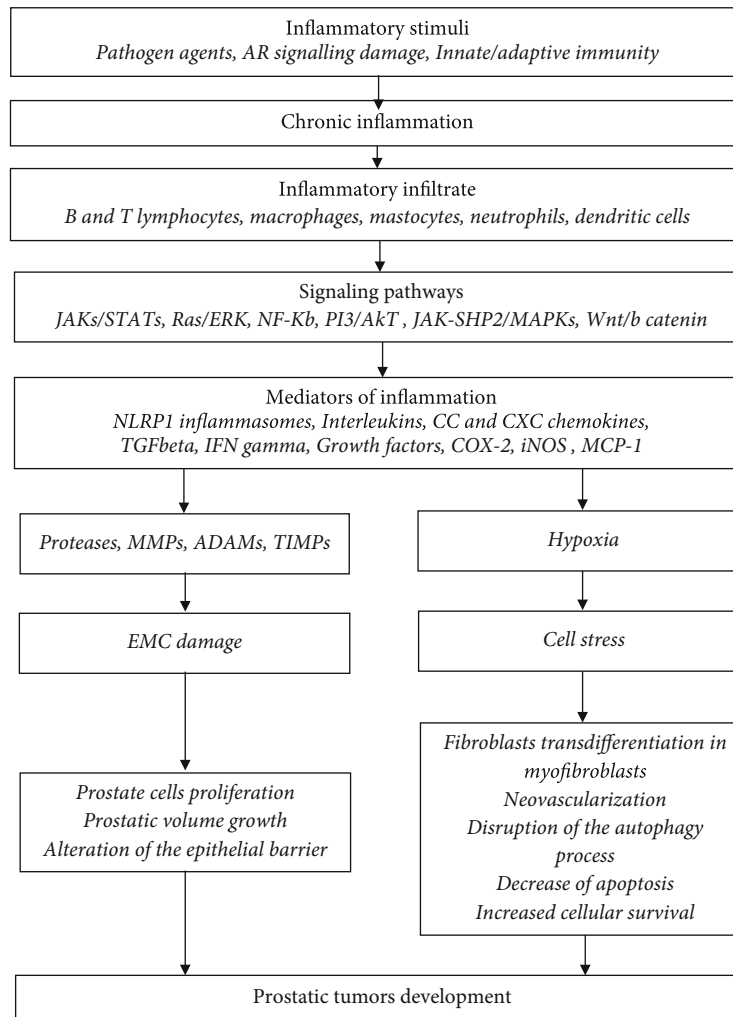 Inflammatory stimuli
Pathogen agents, AR signalling damage, Innate/adaptive immunity
Chronic inflammation
Inflammatory infiltrate
B and T lymphocytes, macrophages, mastocytes, neutrophils, dendritic cells
Signaling pathways
JAKs/STATs, Ras/ERK, NF-Kb, PI3/AkT , JAK-SHP2/MAPKs, Wnt/b catenin
Mediators of inflammation
NLRP1 inflammasomes, Interleukins, CC and CXC chemokines,
TGFbeta, IFN gamma, Growth factors, COX-2, iNOS , MCP-1
Proteases, MMPs, ADAMs, TIMPs
EMC damage
Prostate cells proliferation
Prostatic volume growth
Alteration of the epithelial barrier
Hypoxia
Cell stress
Fibroblasts transdifferentiation in
myofibroblasts
Neovascularization
Disruption of the autophagy
process
Decrease of apoptosis
Increased cellular survival
Prostatic tumors development